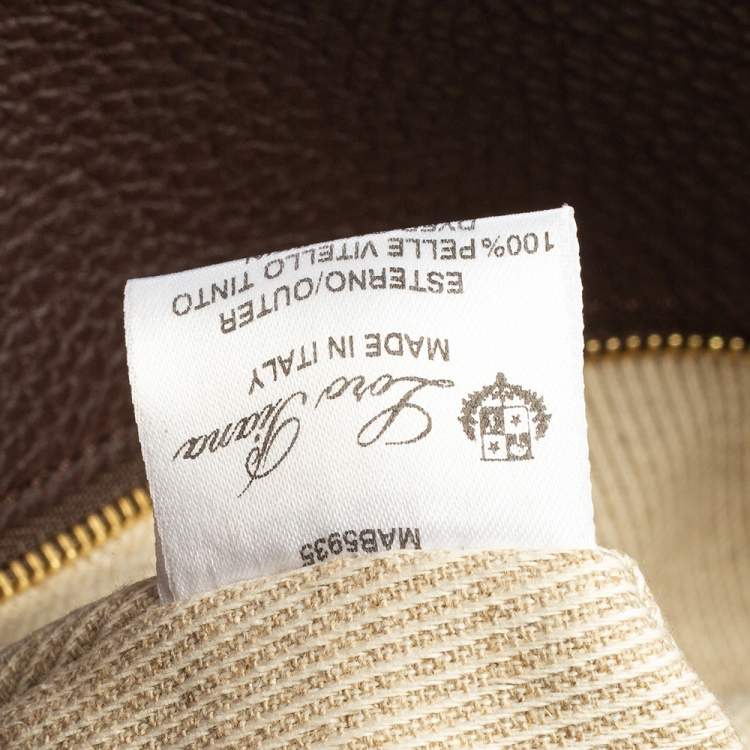 MAB5935
Loro Piana
MADE IN ITALY
ESTERNO/OUTER
100% PELLE VITELLO TINTO